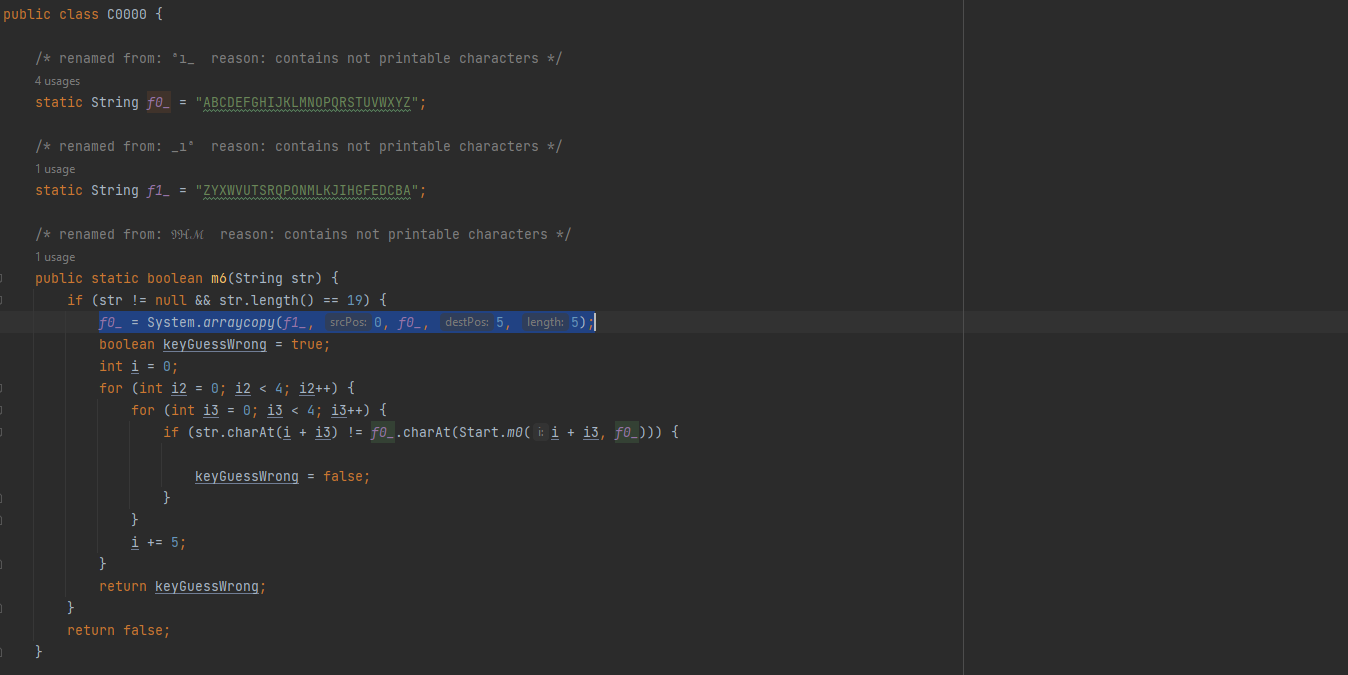 public class C0000 {
/* renamed from: ᵃɿ_  reason: contains not printable characters */
4 usages
static String f0_ = "ABCDEFGHIJKLMNOPQRSTUVWXYZ";
/* renamed from: _ɿᵃ  reason: contains not printable characters */
1 usage
static String f1_ = "ZYXWVUTSRQPONMLKJIHGFEDCBA";
/* renamed from: reason: contains not printable characters */
1 usage
public static boolean m6(String str) {
if (str != null && str.length() == 19) {
f0_ = System.arraycopy(f1_, srcPos: 0, f0_, destPos: 5, length: 5);
boolean keyGuessWrong = true;
int i = 0;
for (int i2 = 0; i2 < 4; i2++) {
for (int i3 = 0; i3 < 4; i3++) {
if (str.charAt(i + i3) != f0_.charAt(Start.m0( i: i + i3, f0_))) {
keyGuessWrong = false;
}
}
i += 5;
}
return keyGuessWrong;
}
return false;
}